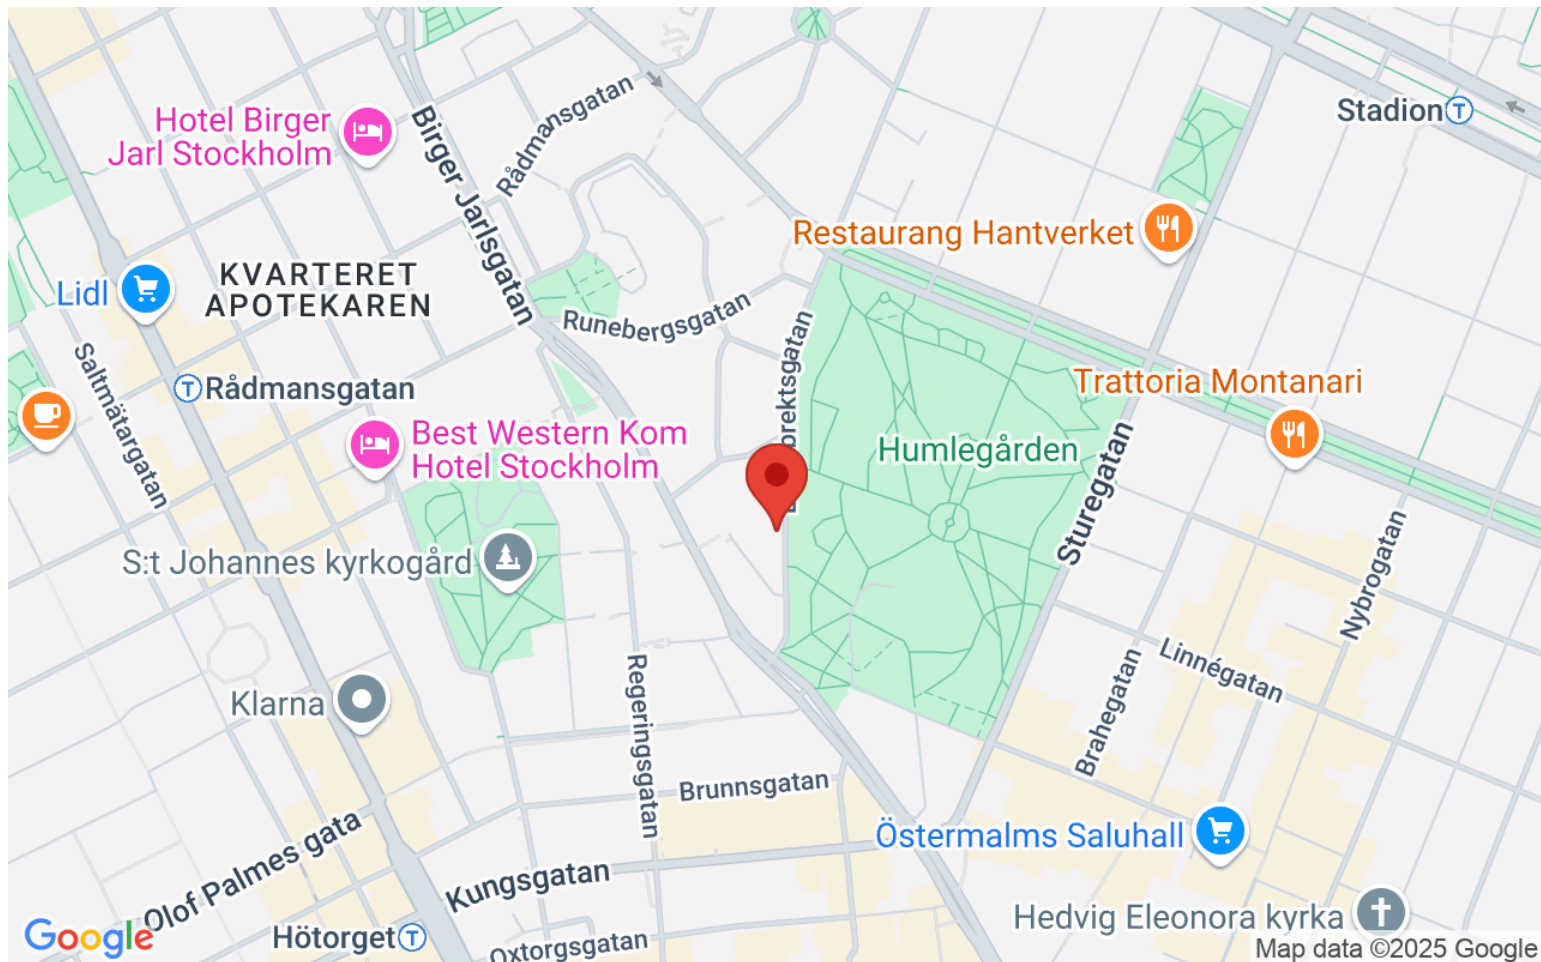 Rådmansgatan
Stadion
Hotel Birger
Jarl Stockholm
Birger Jarlsgatan
Restaurang Hantverket
KVARTERET
APOTEKAREN
Lidl
Runebergsgatan
Saltmätargatan
Rådmansgatan
Trattoria Montanari
Best Western Kom
Hotel Stockholm
Humlegården
Sturegatan
S:t Johannes kyrkogård
Nybrogatan
Linnégatan
Klarna
Regeringsgatan
Brahegatan
Brunnsgatan
Östermalms Saluhall
Olof Palmes gata
Kungsgatan
Hedvig Eleonora kyrka
Google
Hötorget
Oxtorgsgatan
Map data ©2025 Google